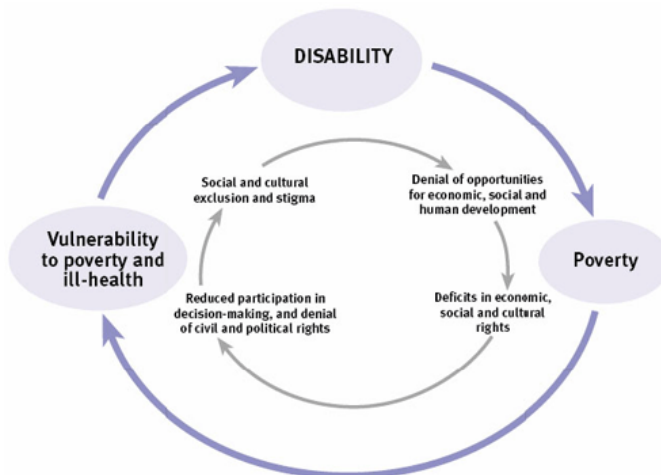 DISABILITY
Social and cultural
exclusion and stigma
Denial of opportunities
for economic, social and
human development
Vulnerability
to poverty and
ill-health
Poverty
Reduced participation in
decision-making, and denial
of civil and political rights
Deficits in economic,
social and cultural
rights